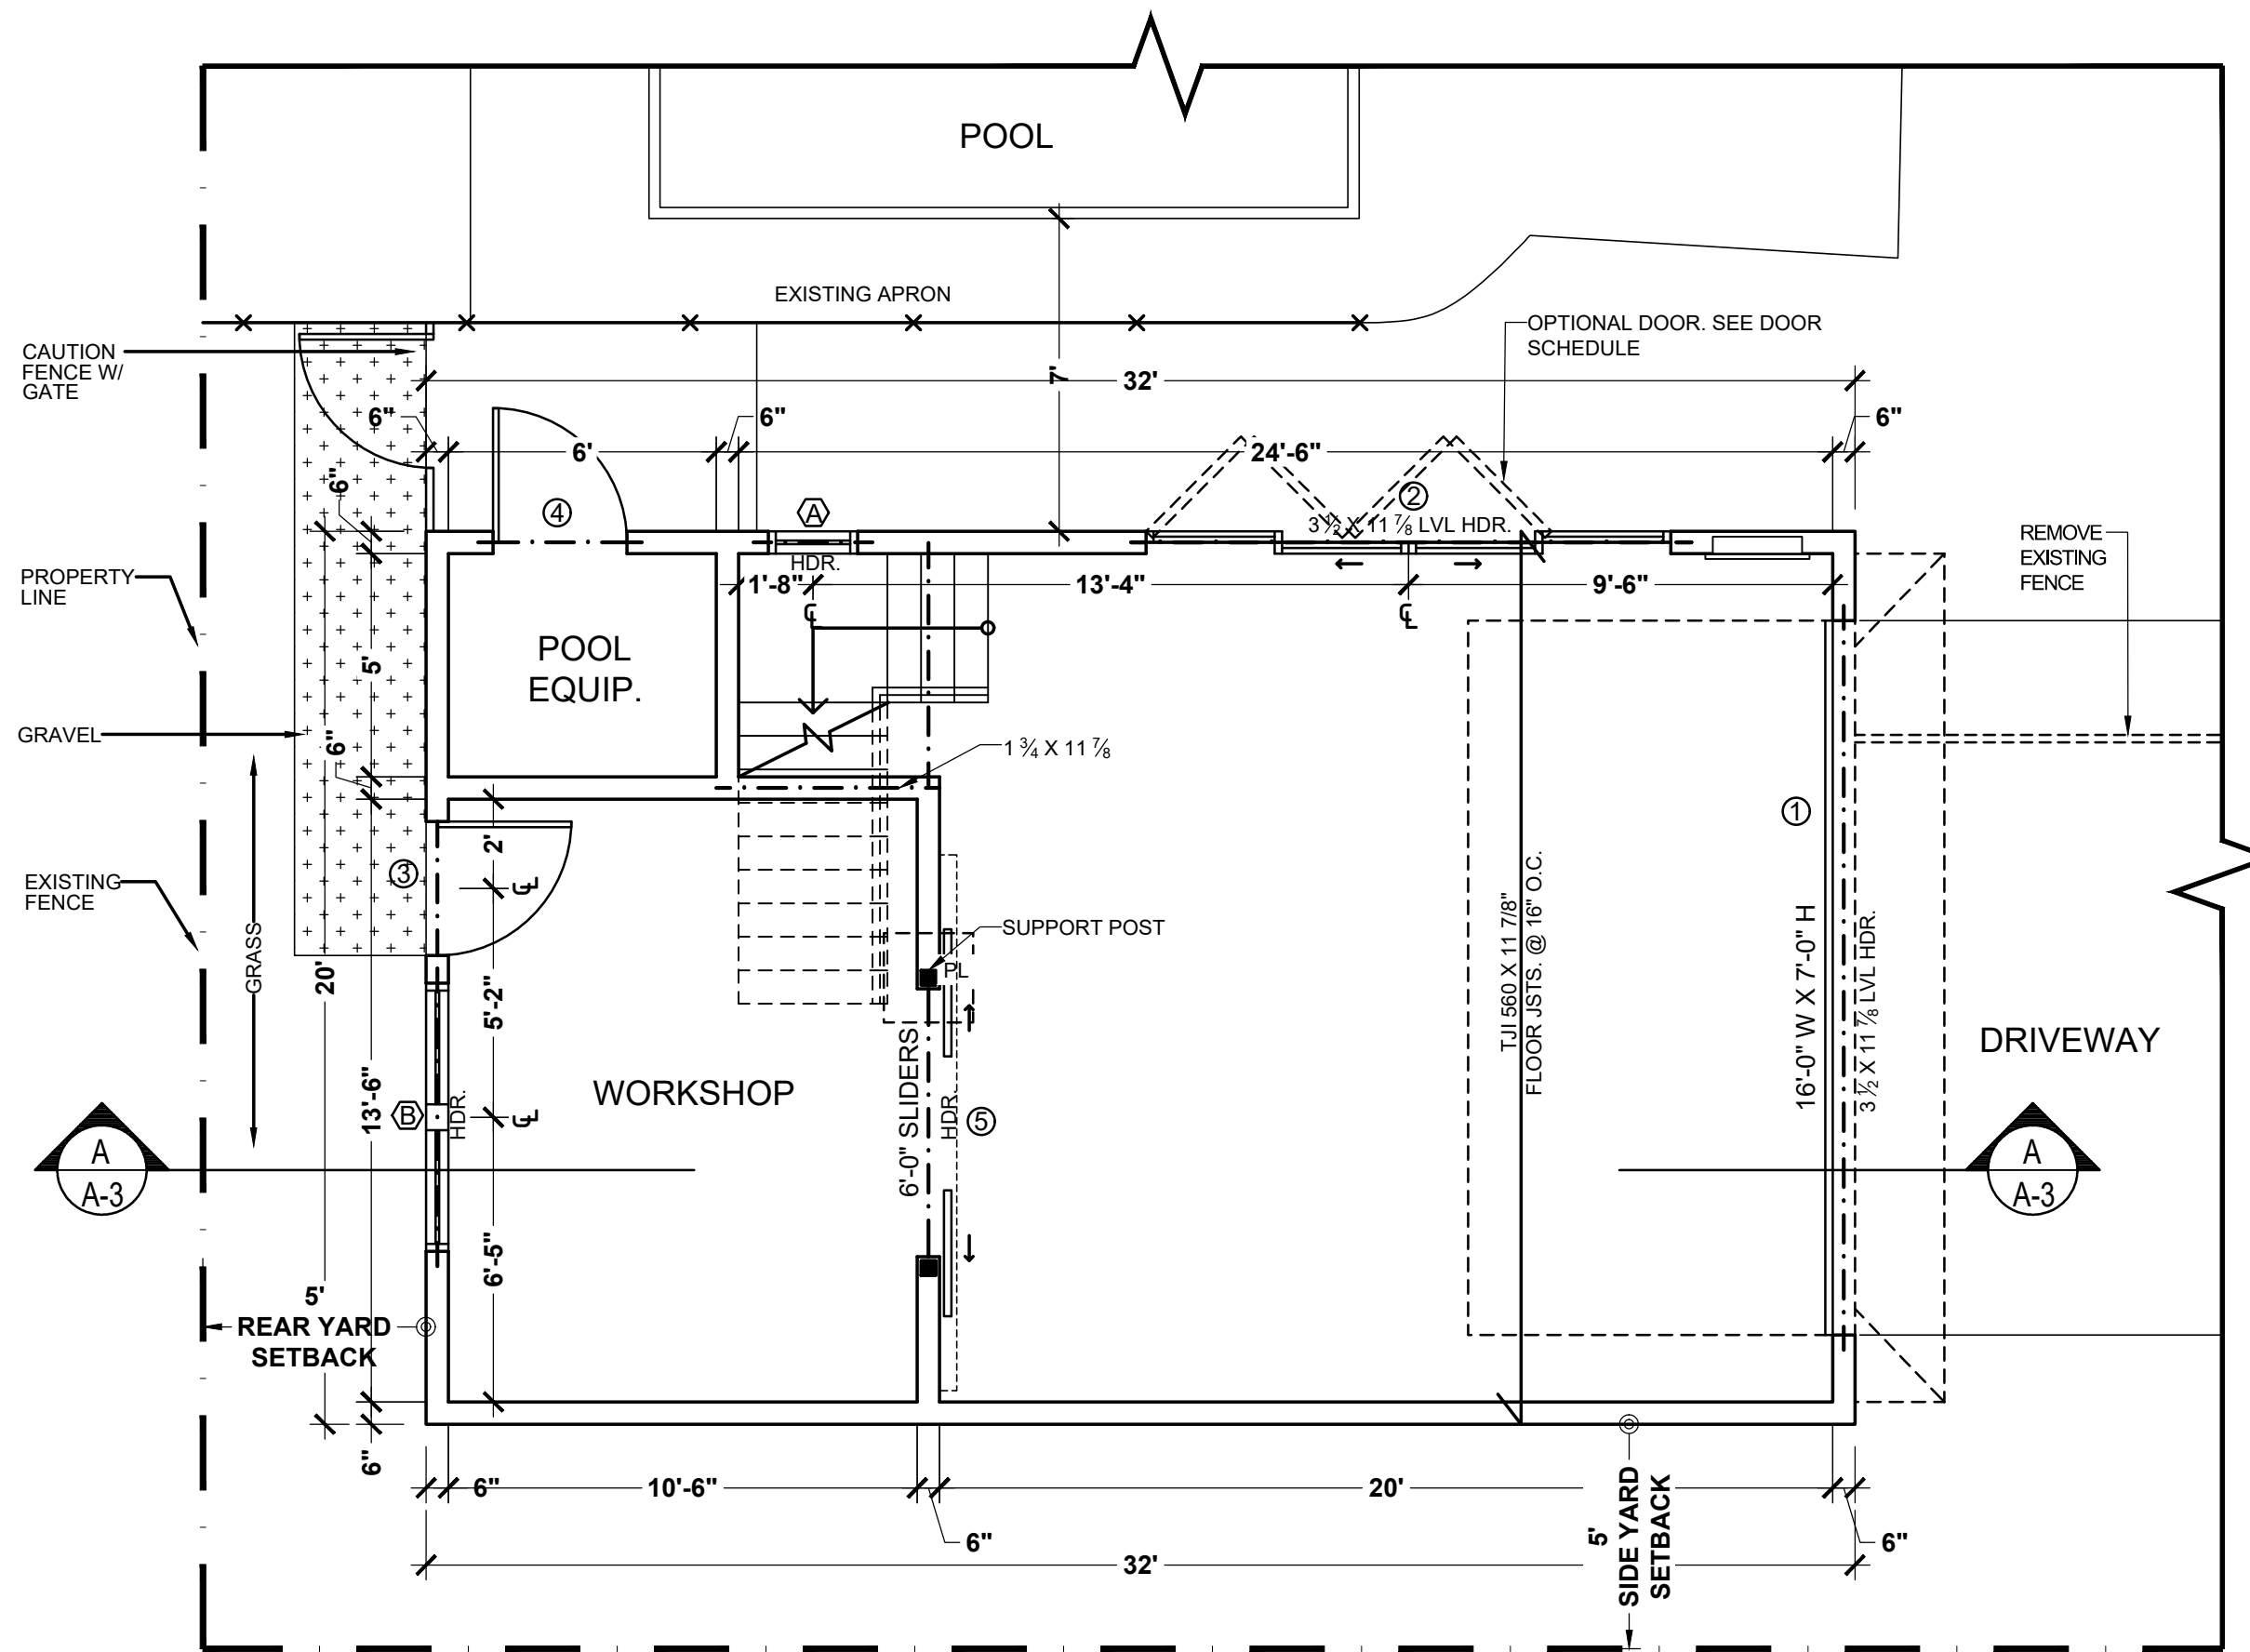 POOL
EXISTING APRON
OPTIONAL DOOR. SEE DOOR
SCHEDULE
CAUTION
FENCE W/
GATE
7'
32'
6"
6'
6"
24'-6"
6"
6"
4
A
2
3 ½ X 11 ⅞ LVL HDR.
HDR.
REMOVE
EXISTING
FENCE
1'-8"
13'-4"
9'-6"
℄
℄
PROPERTY
LINE
POOL
EQUIP.
5'
GRAVEL
6"
1 ¾ X 11 ⅞
1
2'
3
℄
EXISTING
FENCE
GRASS
20'
SUPPORT POST
PL
5'-2"
TJI 560 X 11 7/8"
FLOOR JSTS. @ 16" O.C.
16'-0" W X 7'-0" H
3 ½ X 11 ⅞ LVL HDR.
DRIVEWAY
WORKSHOP
6'-0" SLIDERS
HDR.
5
13'-6"
B
HDR.
℄
A
A-3
A
A-3
6'-5"
5'
REAR YARD
SETBACK
6"
6"
10'-6"
6"
20'
6"
32'
5'
SIDE YARD
SETBACK